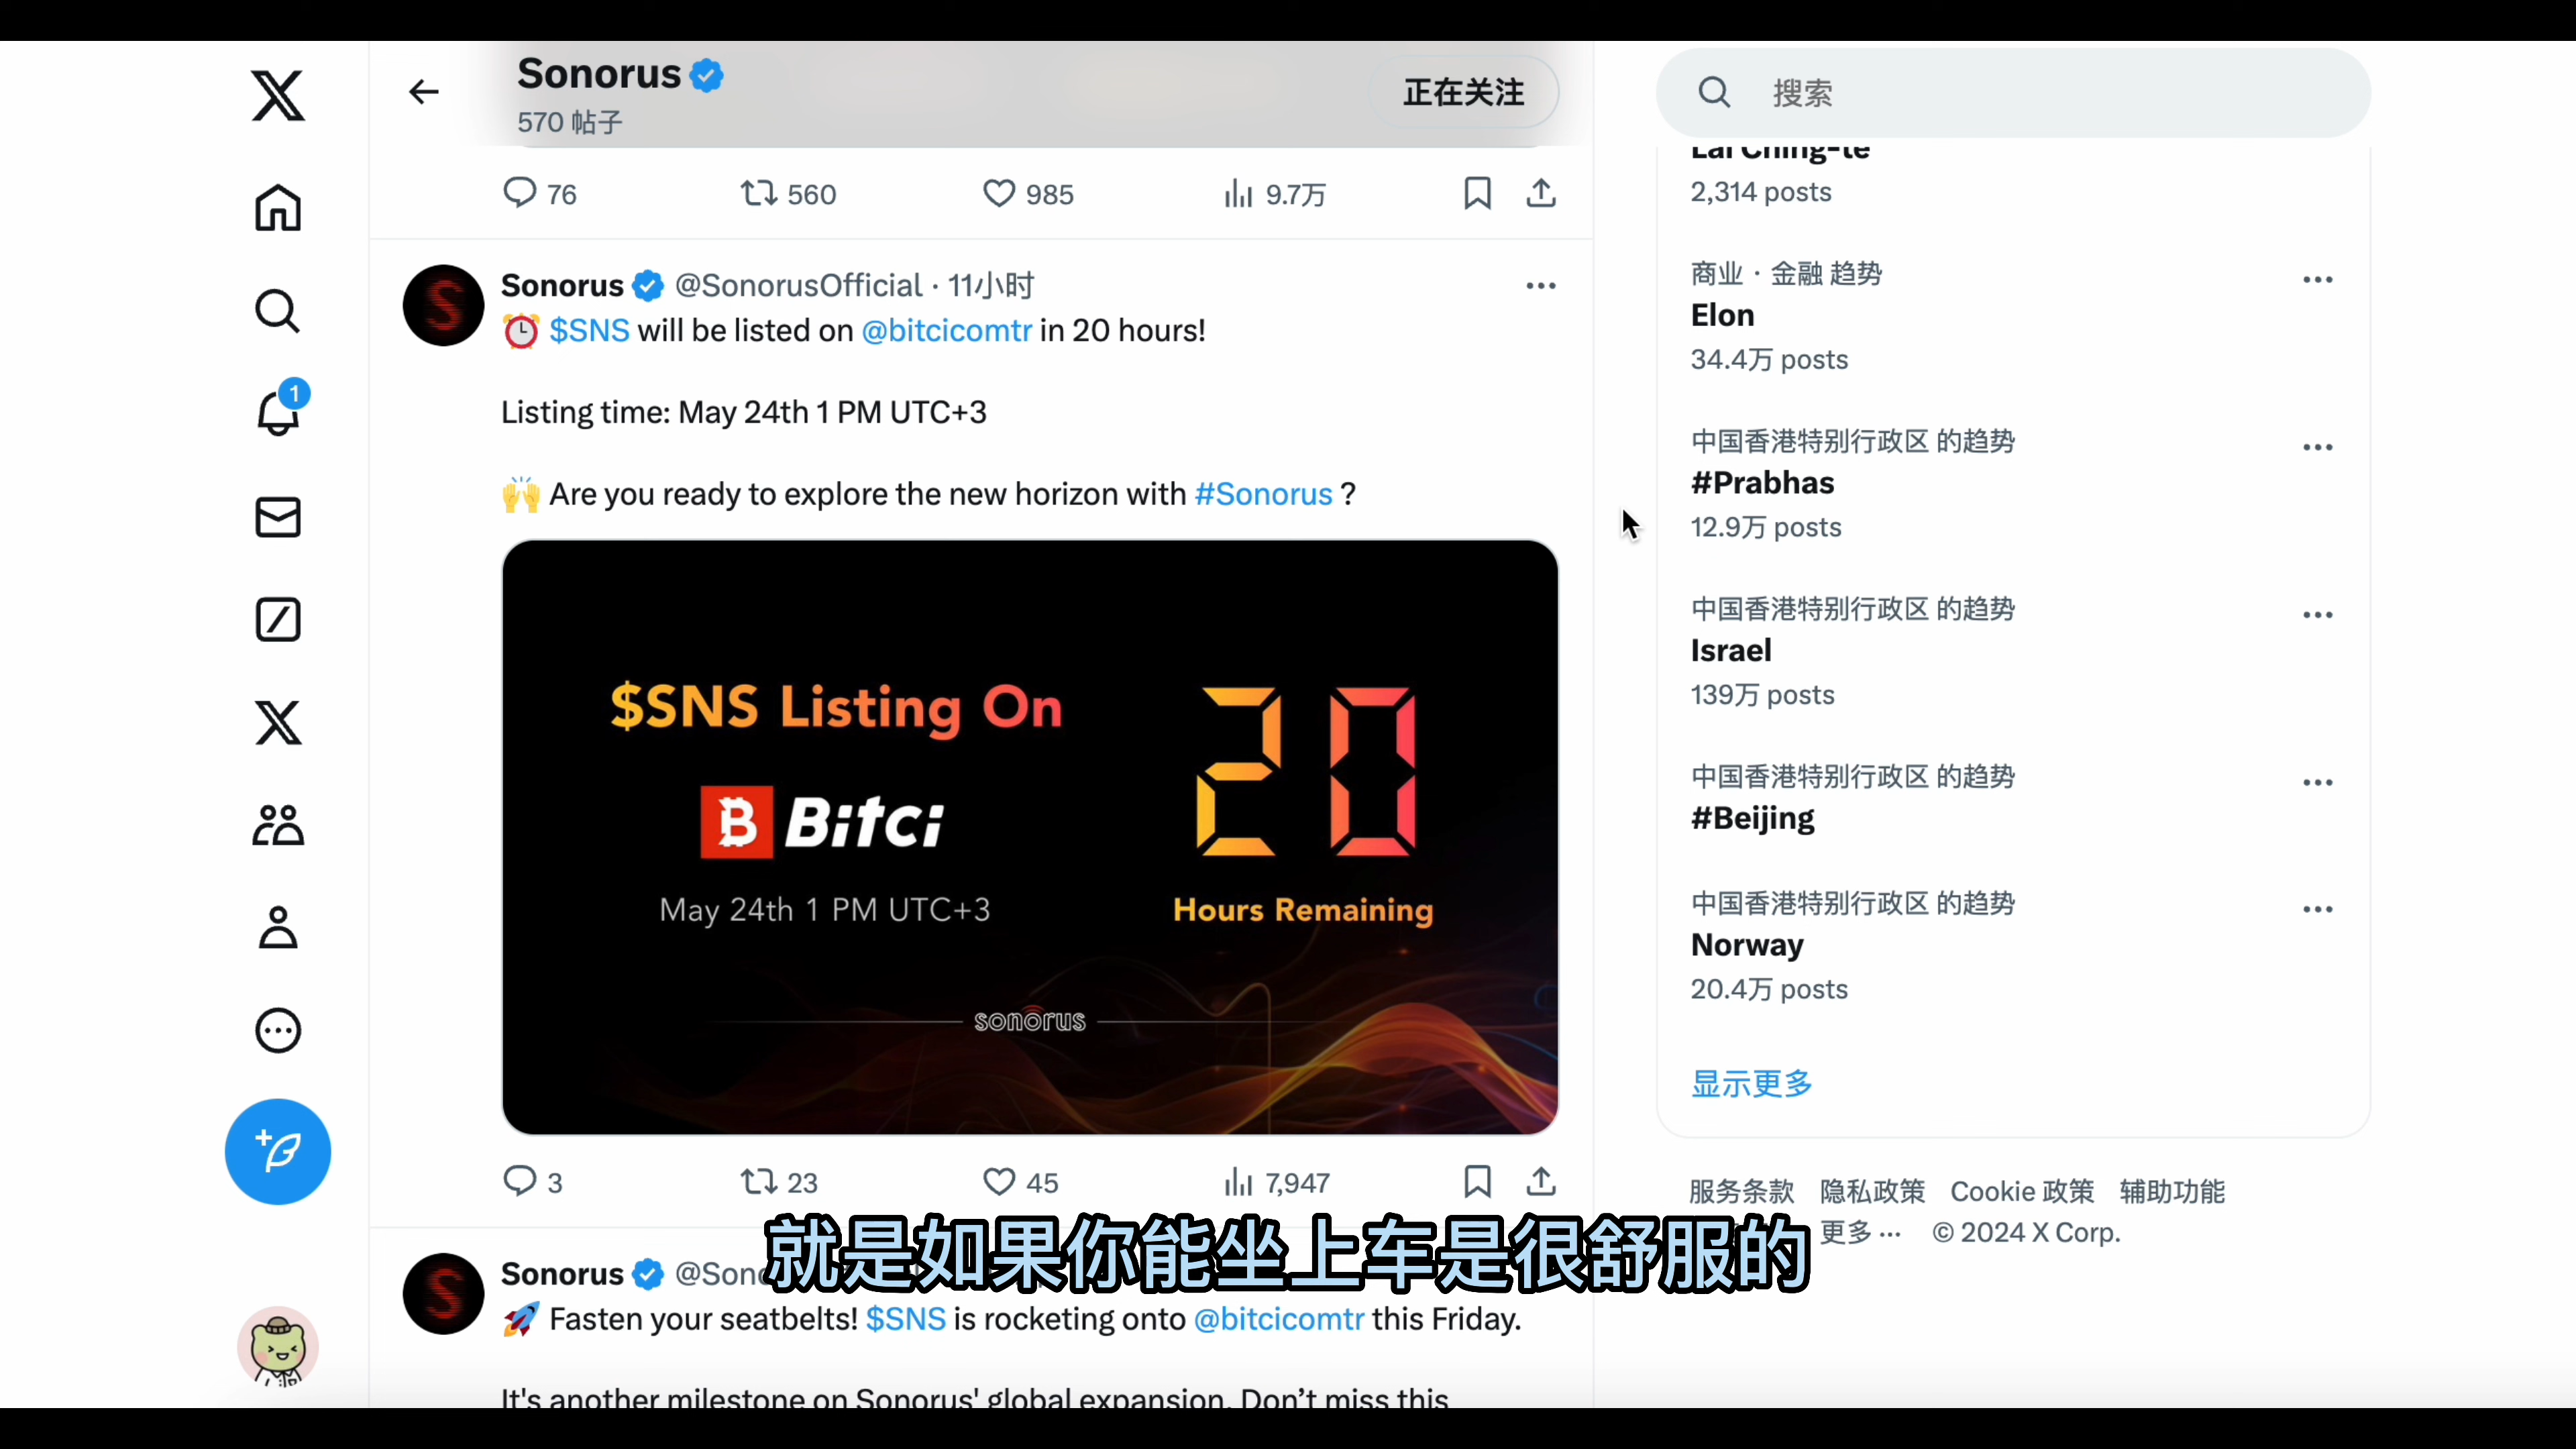 Sonorus
570 帖子
正在关注
搜索
76 560 985 9.7万
Sonorus @SonorusOfficial · 11小时
$SNS will be listed on @bitcicomtr in 20 hours!
Listing time: May 24th 1 PM UTC+3
Are you ready to explore the new horizon with #Sonorus ?
$SNS Listing On
Bitci
May 24th 1 PM UTC+3
20
Hours Remaining
sonorus
3 23 45 7,947
Sonorus @Sono
Fasten your seatbelts! $SNS is rocketing onto @bitcicomtr this Friday.
It's another milestone on Sonorus' global expansion. Don't miss this
就是如果你能坐上车是很舒服的
1
Lai Ching-te
2,314 posts
商业 · 金融 趋势
Elon
34.4万 posts
中国香港特别行政区 的趋势
#Prabhas
12.9万 posts
中国香港特别行政区 的趋势
Israel
139万 posts
中国香港特别行政区 的趋势
#Beijing
中国香港特别行政区 的趋势
Norway
20.4万 posts
显示更多
服务条款 隐私政策 Cookie 政策 辅助功能
更多 ··· © 2024 X Corp.